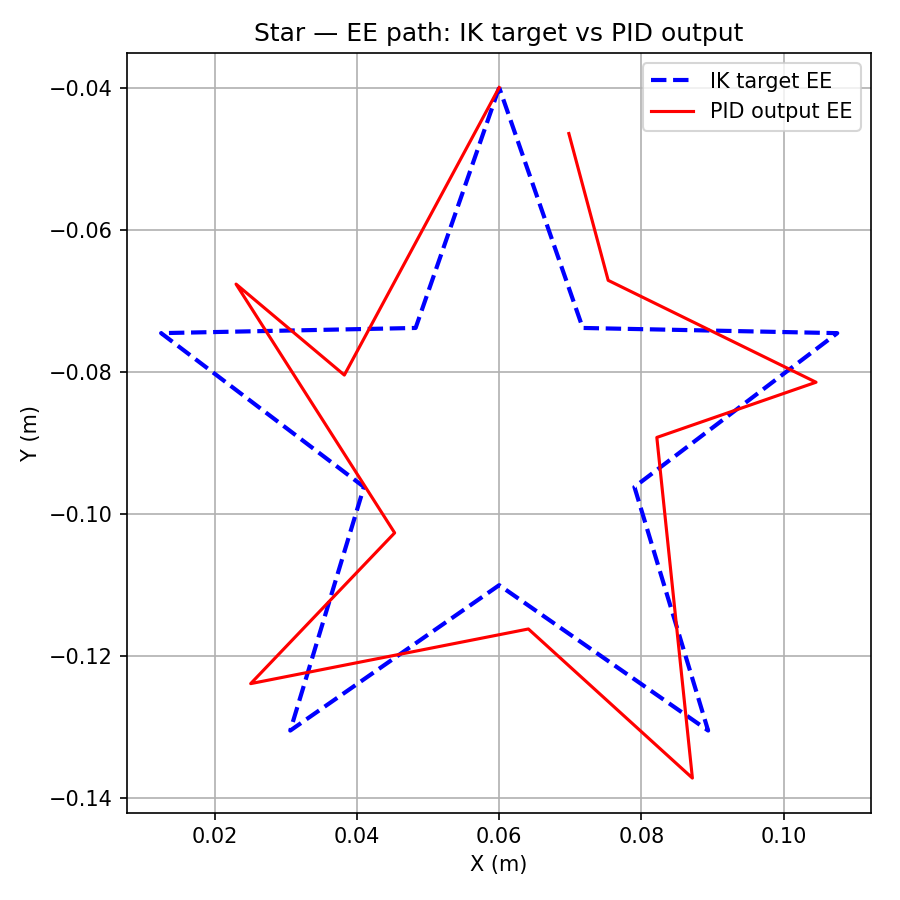 Star — EE path: IK target vs PID output
IK target EE
PID output EE
−0.04
−0.06
−0.08
−0.10
−0.12
−0.14
Y (m)
0.02
0.04
0.06
0.08
0.10
X (m)